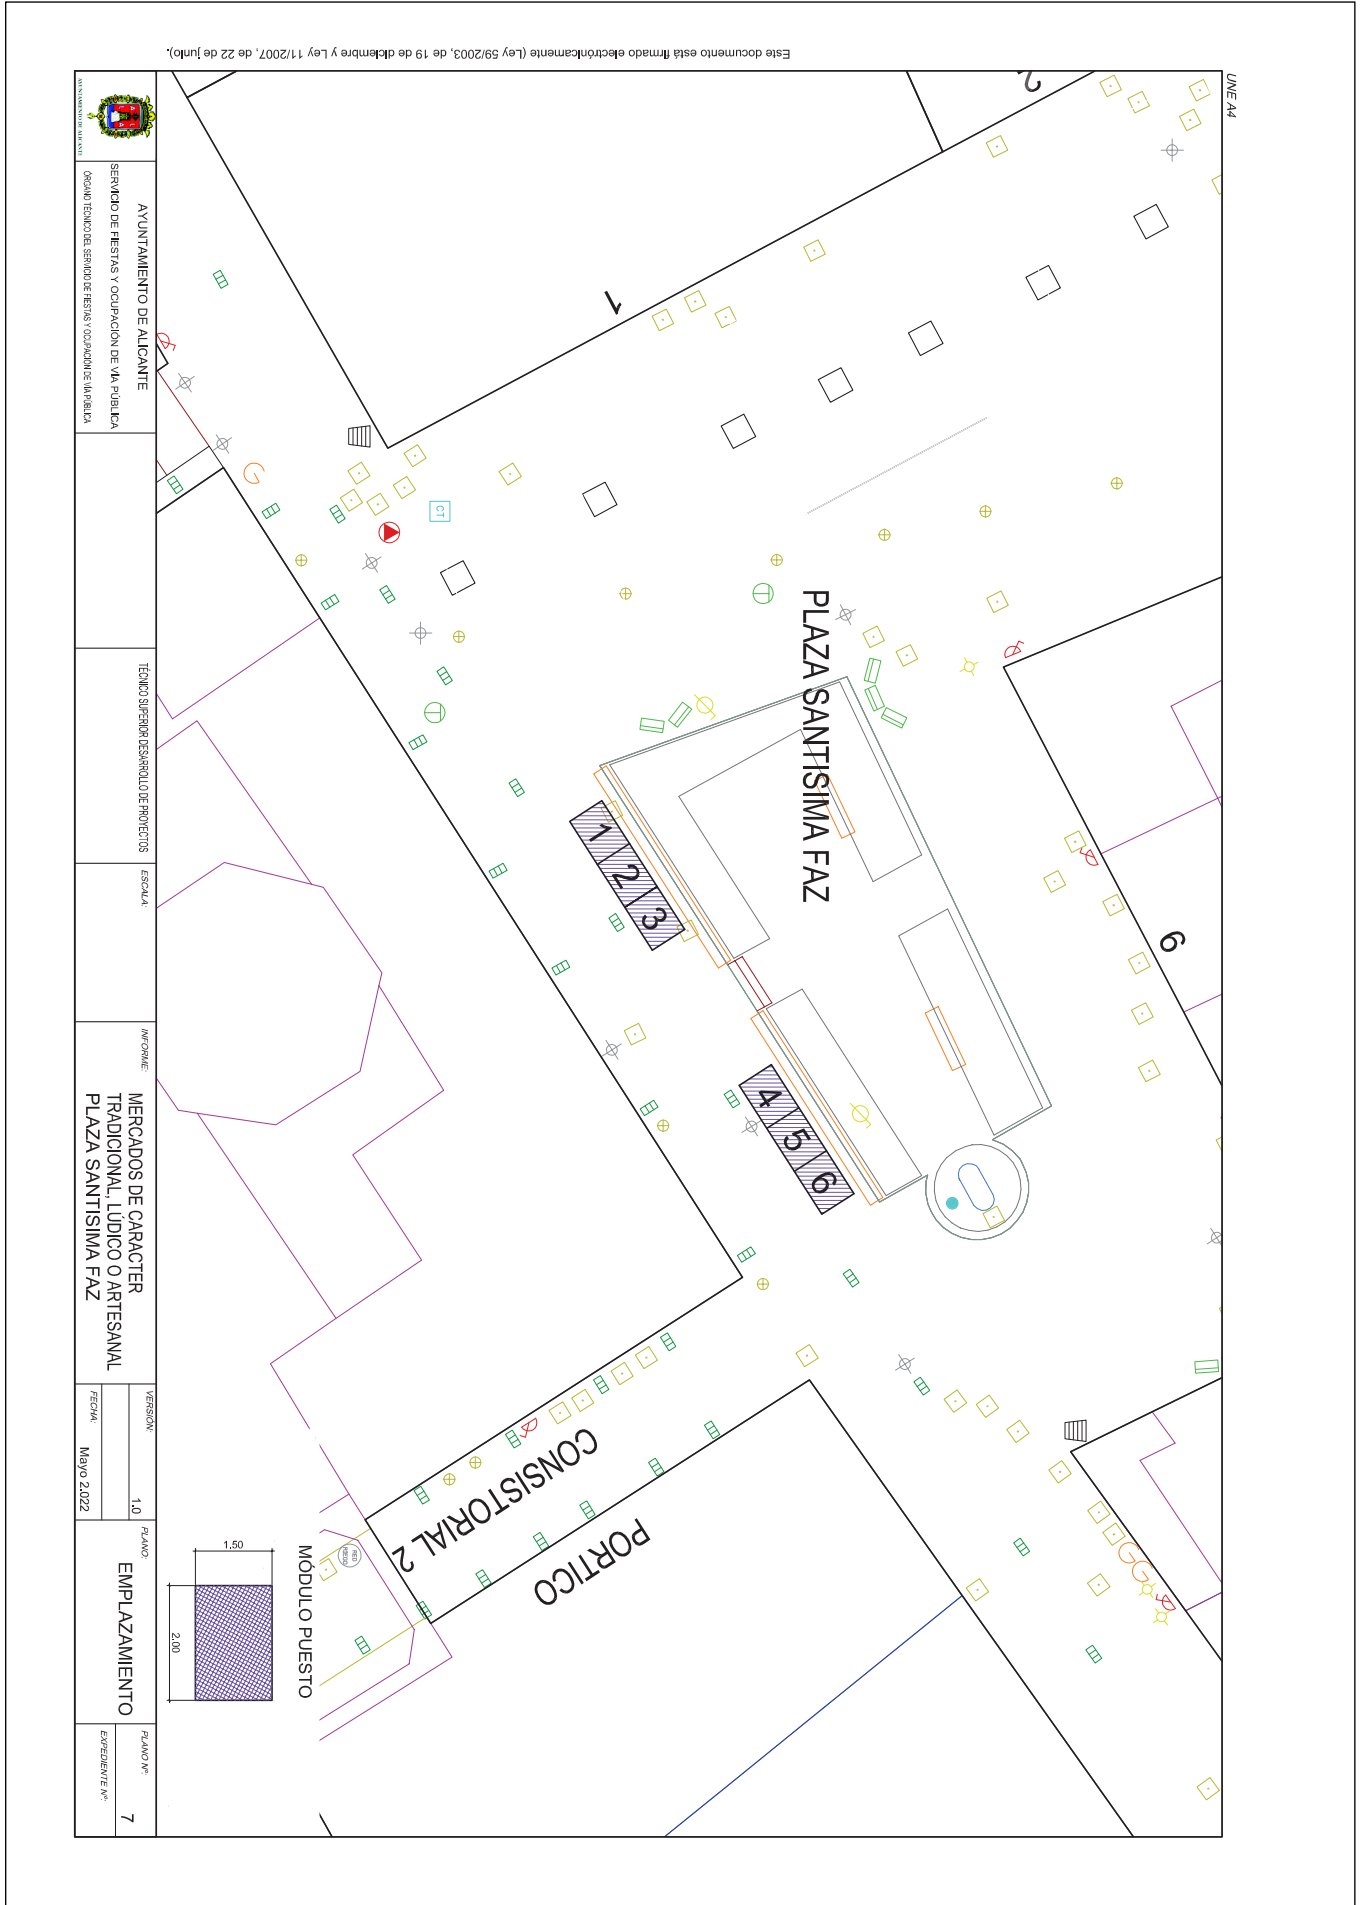 Este documento está firmado electrónicamente (Ley 59/2003, de 19 de diciembre y Ley 11/2007, de 22 de junio).
UNE A4
2
1
6
PLAZA SANTISIMA FAZ
CT
1
2
3
4
5
6
CONSISTORIAL 2
PORTICO
RED
MÓDULO PUESTO
1.50
2.00
AYUNTAMIENTO DE ALICANTE
AYUNTAMIENTO DE ALICANTE
SERVICIO DE FIESTAS Y OCUPACIÓN DE VÍA PÚBLICA
ÓRGANO TÉCNICO DEL SERVICIO DE FIESTAS Y OCUPACIÓN DE VÍA PÚBLICA
TÉCNICO SUPERIOR DESARROLLO DE PROYECTOS
ESCALA:
INFORME:
MERCADOS DE CARACTER
TRADICIONAL, LÚDICO O ARTESANAL
PLAZA SANTISIMA FAZ
VERSIÓN:
1.0
FECHA:
Mayo 2.022
PLANO:
EMPLAZAMIENTO
PLANO Nº:
7
EXPEDIENTE Nº: